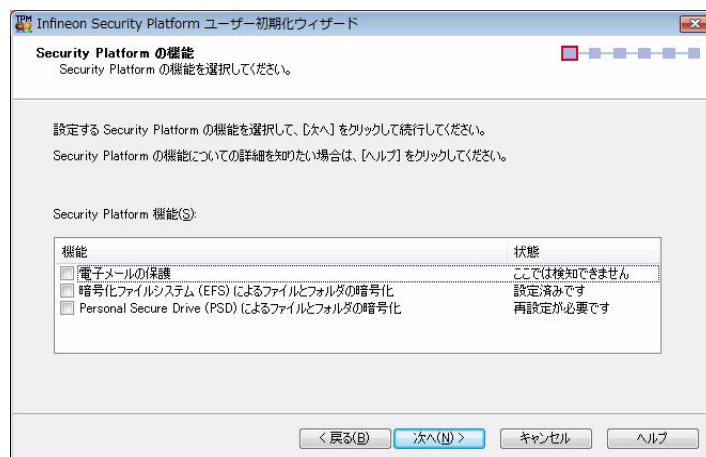 Infineon Security Platform ユーザー初期化ウィザード
Security Platform の機能
Security Platform の機能を選択してください。
設定する Security Platform の機能を選択して、[次へ] をクリックして続行してください。
Security Platform の機能についての詳細を知りたい場合は、[ヘルプ] をクリックしてください。
Security Platform 機能(S):
機能 状態
電子メールの保護 ここでは検知できません
暗号化ファイルシステム (EFS) によるファイルとフォルダの暗号化 設定済みです
Personal Secure Drive (PSD) によるファイルとフォルダの暗号化 再設定が必要です
< 戻る(B) 次へ(N) > キャンセル ヘルプ